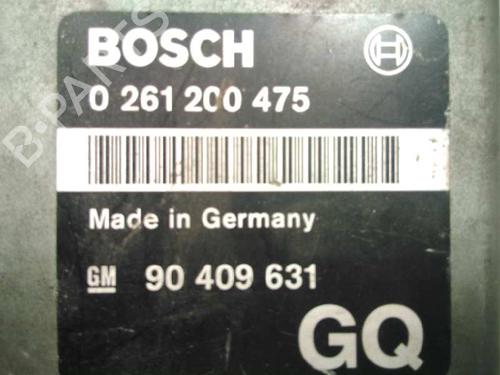 BOSCH
0 261 200 475
Made in Germany
GM 90 409 631
GQ
B-PARTS